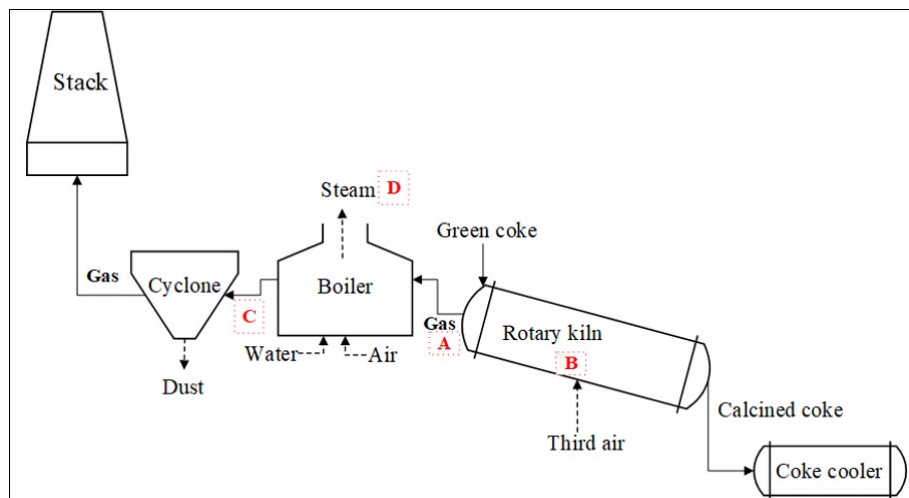 Stack
Steam D
Green coke
Gas
Cyclone
Boiler
Rotary kiln
C
Gas
A
B
Water
Air
Dust
Third air
Calcined coke
Coke cooler